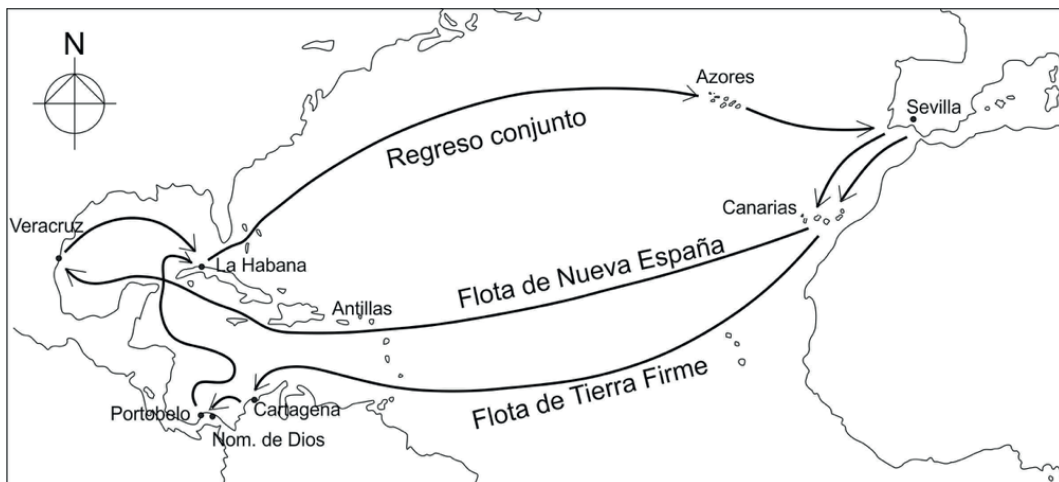 N
Azores
Sevilla
Regreso conjunto
Canarias
Veracruz
La Habana
Flota de Nueva España
Antillas
Flota de Tierra Firme
Portobelo
Cartagena
Nom. de Dios